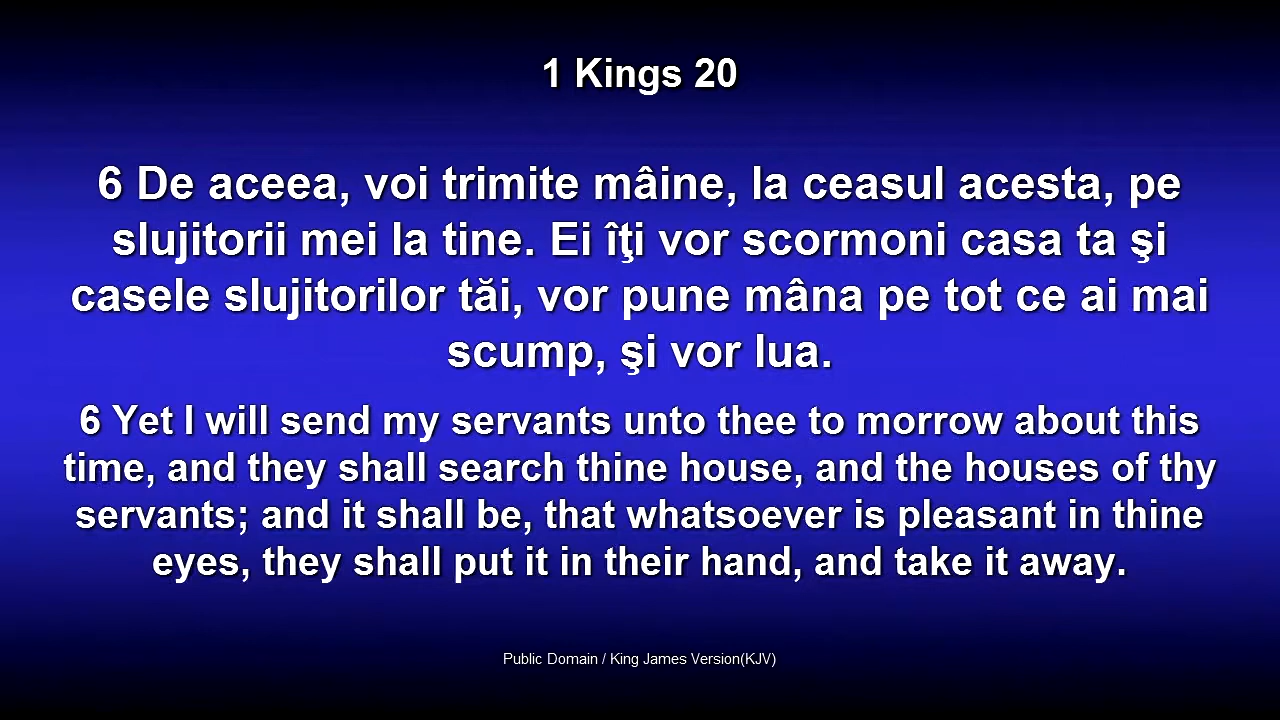 1 Kings 20
6 De aceea, voi trimite mâine, la ceasul acesta, pe
slujitorii mei la tine. Ei îţi vor scormoni casa ta şi
casele slujitorilor tăi, vor pune mâna pe tot ce ai mai
scump, şi vor lua.
6 Yet I will send my servants unto thee to morrow about this
time, and they shall search thine house, and the houses of thy
servants; and it shall be, that whatsoever is pleasant in thine
eyes, they shall put it in their hand, and take it away.
Public Domain / King James Version(KJV)